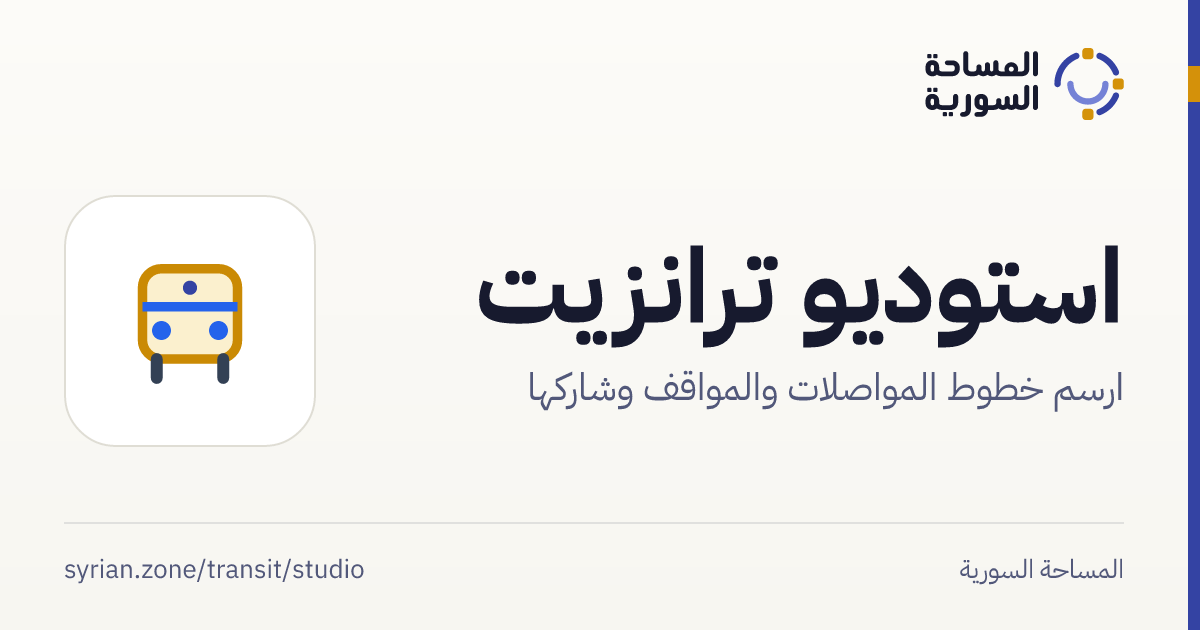 المساحة
السورية
استوديو ترانزيت
ارسم خطوط المواصلات والمواقف وشاركها
المساحة السورية
syrian.zone/transit/studio